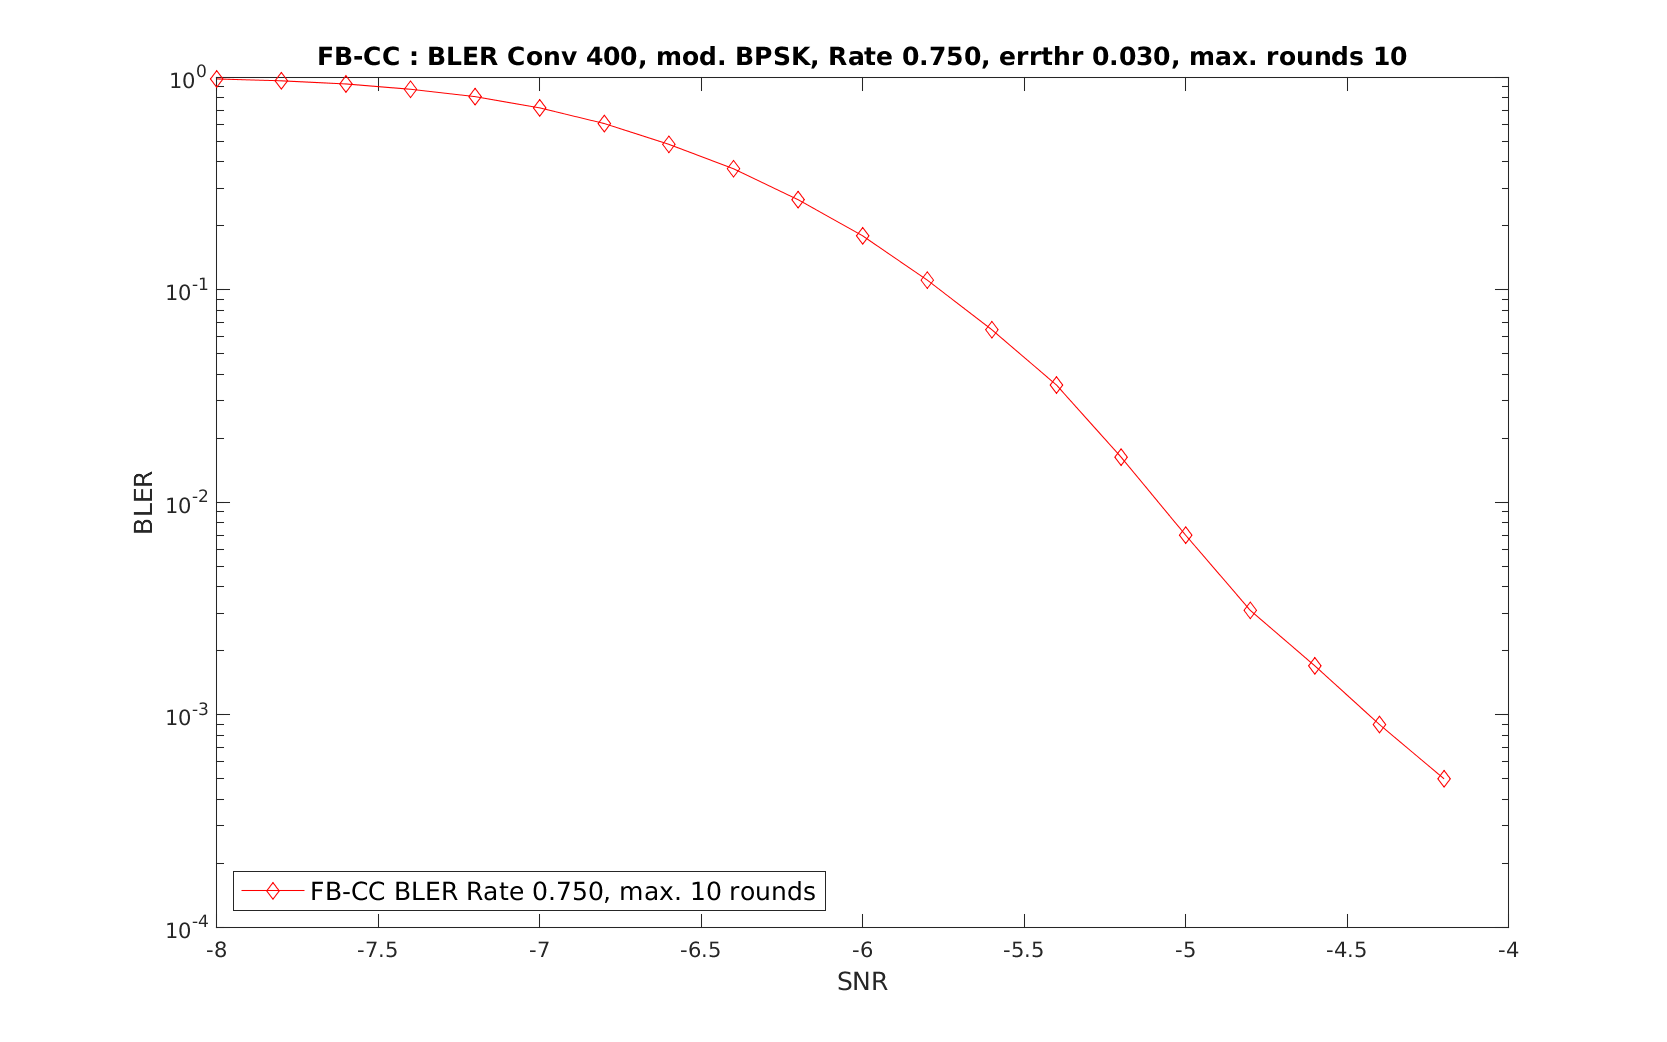 FB-CC : BLER Conv 400, mod. BPSK, Rate 0.750, errthr 0.030, max. rounds 10
10^0
10^-1
10^-2
10^-3
10^-4
BLER
FB-CC BLER Rate 0.750, max. 10 rounds
-8 -7.5 -7 -6.5 -6 -5.5 -5 -4.5 -4
SNR